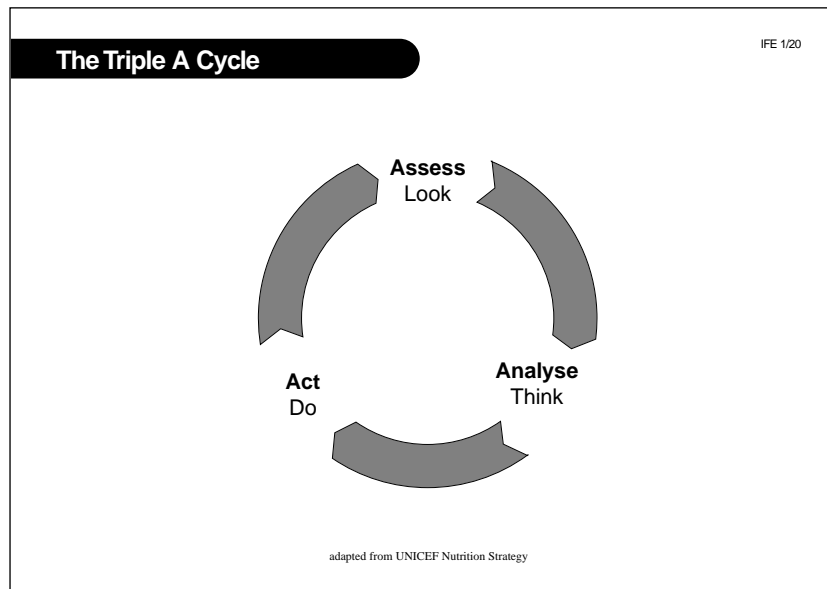 The Triple A Cycle
IFE 1/20
Assess
Look
Analyse
Think
Act
Do
adapted from UNICEF Nutrition Strategy